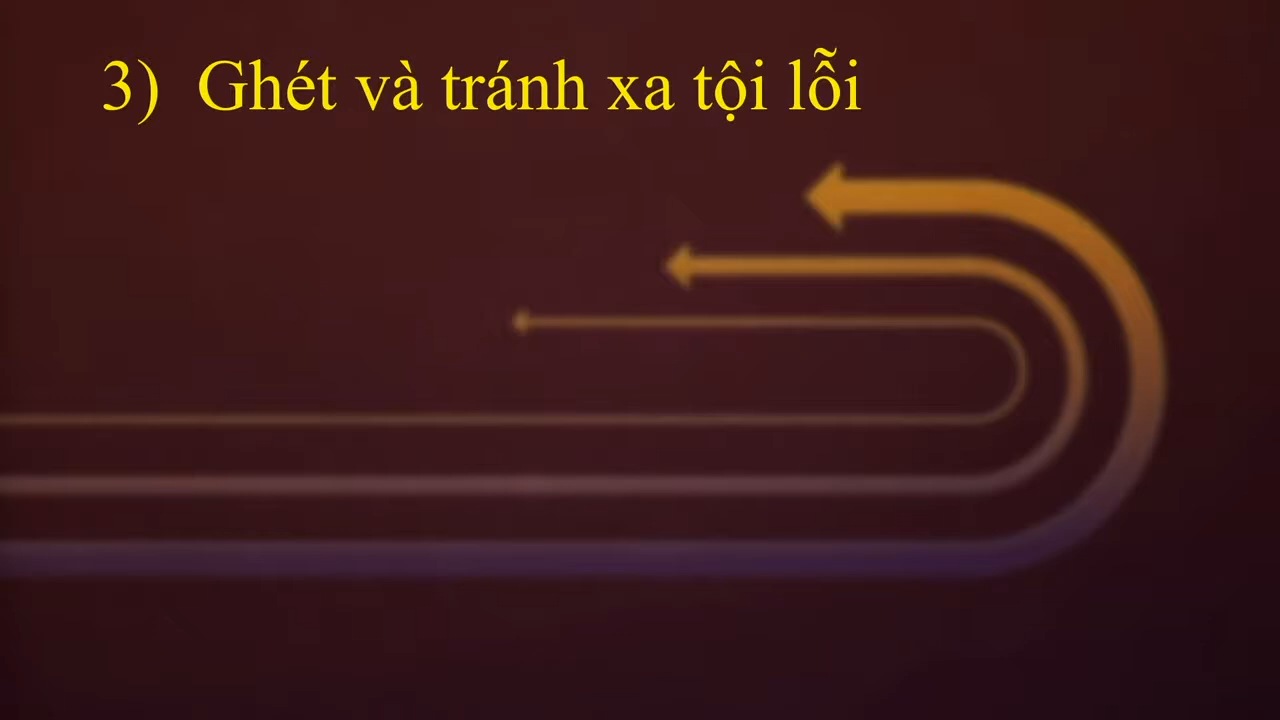 3) Ghét và tránh xa tội lỗi